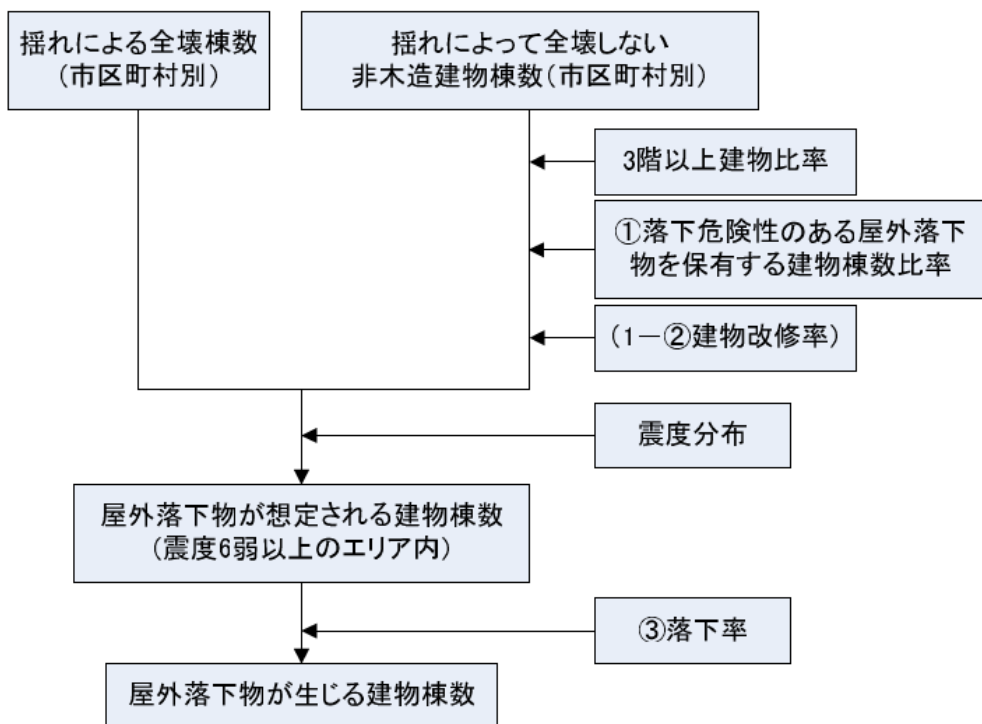 揺れによる全壊棟数
(市区町村別)
揺れによって全壊しない
非木造建物棟数(市区町村別)
3階以上建物比率
①落下危険性のある屋外落下
物を保有する建物棟数比率
(1-②建物改修率)
震度分布
屋外落下物が想定される建物棟数
(震度6弱以上のエリア内)
③落下率
屋外落下物が生じる建物棟数